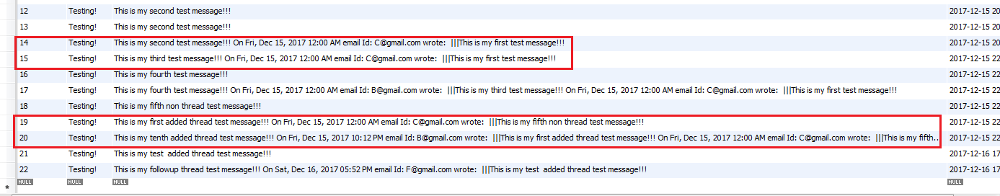 12 Testing! This is my second test message!!! 2017-12-15 20
13 Testing! This is my second test message!!! 2017-12-15 20
14 Testing! This is my second test message!!! On Fri, Dec 15, 2017 12:00 AM email Id: C@gmail.com wrote: |||This is my first test message!!! 2017-12-15 20
15 Testing! This is my third test message!!! On Fri, Dec 15, 2017 12:00 AM email Id: C@gmail.com wrote: |||This is my first test message!!! 2017-12-15 22
16 Testing! This is my fourth test message!!! 2017-12-15 22
17 Testing! This is my fourth test message!!! On Fri, Dec 15, 2017 12:00 AM email Id: B@gmail.com wrote: |||This is my third test message!!! On Fri, Dec 15, 2017 12:00 AM email Id: C@gmail.com wrote: |||This is my first test message!!! 2017-12-15 22
18 Testing! This is my fifth non thread test message!!! 2017-12-15 22
19 Testing! This is my first added thread test message!!! On Fri, Dec 15, 2017 12:00 AM email Id: C@gmail.com wrote: |||This is my fifth non thread test message!!! 2017-12-15 22
20 Testing! This is my tenth added thread test message!!! On Fri, Dec 15, 2017 10:12 PM email Id: B@gmail.com wrote: |||This is my first added thread test message!!! On Fri, Dec 15, 2017 12:00 AM email Id: C@gmail.com wrote: |||This is my fifth... 2017-12-15 22
21 Testing! This is my test added thread test message!!! 2017-12-16 17
22 Testing! This is my followup thread test message!!! On Sat, Dec 16, 2017 05:52 PM email Id: F@gmail.com wrote: |||This is my test added thread test message!!! 2017-12-16 17
NULL NULL NULL NULL